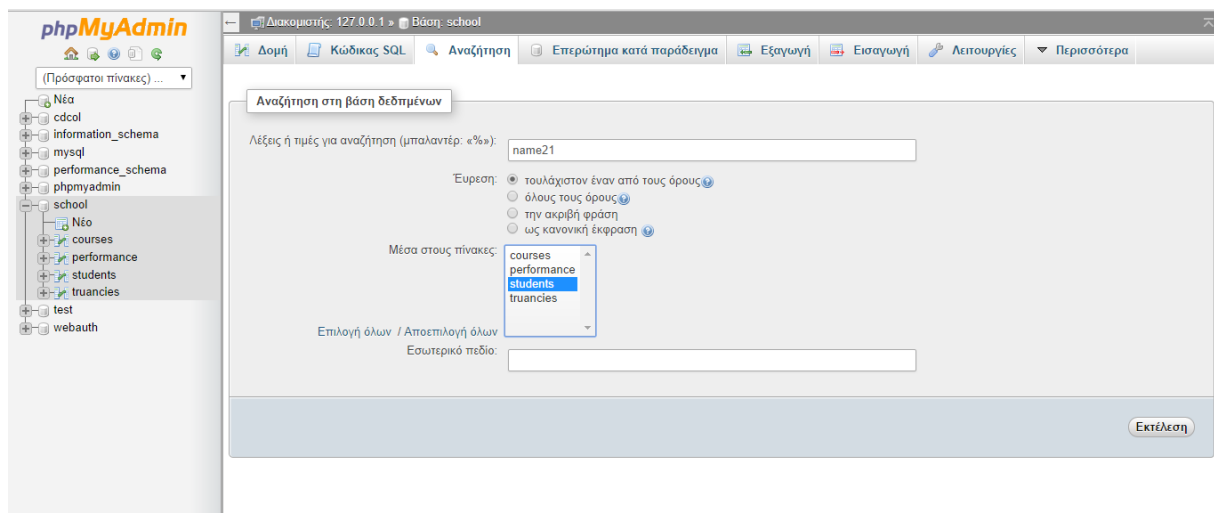 phpMyAdmin
(Πρόσφατοι πίνακες) ...
Νέα
cdcol
information_schema
mysql
performance_schema
phpmyadmin
school
Νέο
courses
performance
students
truancies
test
webauth
Διακομιστής: 127.0.0.1 » Βάση: school
Δομή Κώδικας SQL Αναζήτηση Επερώτημα κατά παράδειγμα Εξαγωγή Εισαγωγή Λειτουργίες Περισσότερα
Αναζήτηση στη βάση δεδπμένων
Λέξεις ή τιμές για αναζήτηση (μπαλαντέρ: «%»): name21
Έυρεση: τουλάχιστον έναν από τους όρους
όλους τους όρους
την ακριβή φράση
ως κανονική έκφραση
Μέσα στους πίνακες:
courses
performance
students
truancies
Επιλογή όλων / Αποεπιλογή όλων
Εσωτερικό πεδίο:
Εκτέλεση